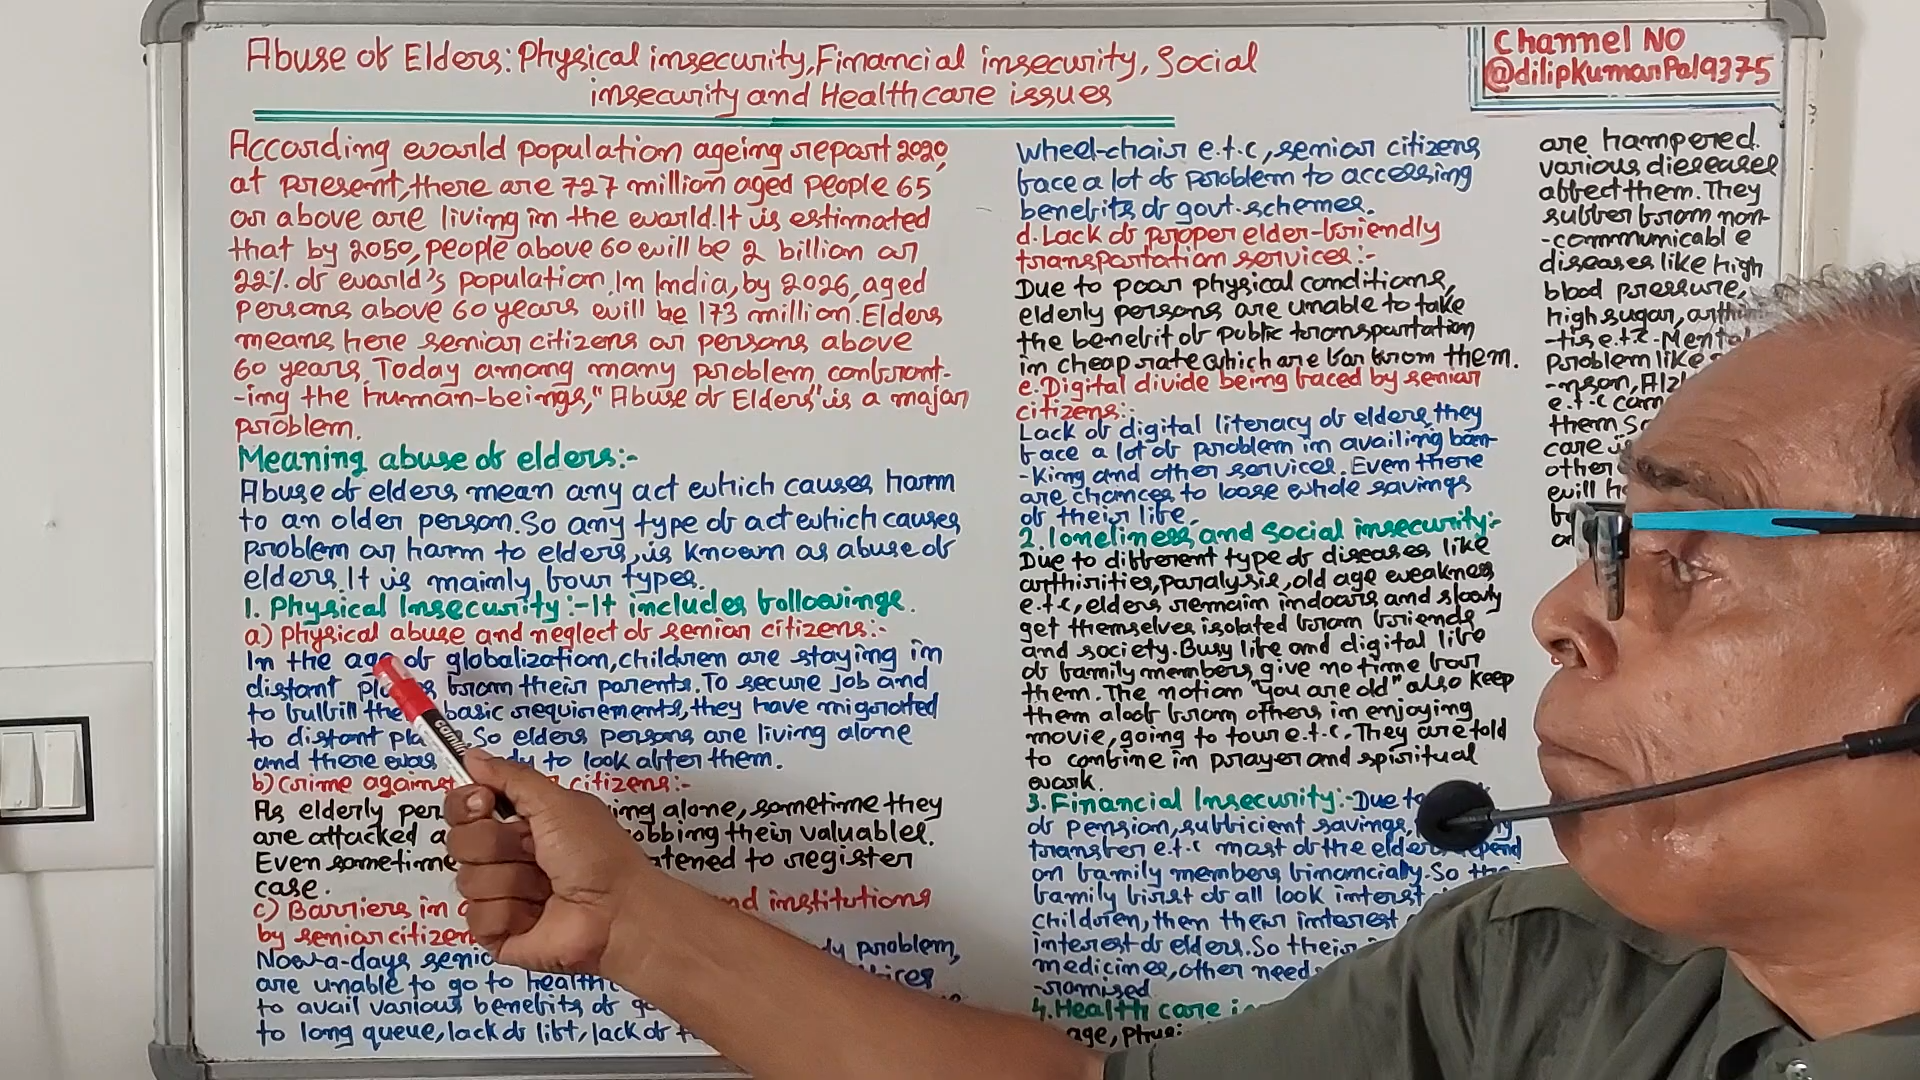 Abuse of Elders: Physical insecurity, Financial insecurity, Social
insecurity and Healthcare issues
Channel NO
@dilipkumarPal9375
According world population ageing report 2020,
at present, there are 727 million aged people 65
or above are living in the world. It is estimated
that by 2050, people above 60 will be 2 billion or
22% of world's population. In India, by 2026, aged
persons above 60 years will be 173 million. Elders
means here senior citizens or persons above
60 years. Today among many problem, confront-
-ing the human-beings, "Abuse of Elders" is a major
problem.
Meaning abuse of elders:-
Abuse of elders mean any act which causes harm
to an older person. So any type of act which causes
problem or harm to elders, is known as abuse of
elders. It is mainly four types.
1. Physical Insecurity:- It includes followings.
a) Physical abuse and neglect of senior citizens:-
In the age of globalization, children are staying in
distant from their parents. To secure job and
to fulfill basic requirements, they have migrated
to distant So elders persons are living alone
and there was to look after them.
b) Crime against citizens:-
As elderly alone, sometime they
are attacked their valuables.
Even sometime to register
case.
c) Barriers in institutions
by senior citizen
Now-a-days, problem,
are unable to go to
to avail various benefits of
to long queue, lack of lift, lack of
Wheel-chair e.t.c, senior citizens
face a lot of problem to accessing
benefits of govt. schemes.
d. Lack of proper elder-friendly
transportation services:-
Due to poor physical conditions,
elderly persons are unable to take
the benefit of public transportation
in cheap rate which are far from them.
e. Digital divide being faced by senior
citizens:-
Lack of digital literacy of elders, they
face a lot of problem in availing ban-
-king and other services. Even there
are chances to loose whole savings
of their life.
2. loneliness and Social insecurity:-
Due to different type of diseases like
arthirities, paralysis, old age weakness
e.t.c, elders remain indoors and slowly
get themselves isolated from friends
and society. Busy life and digital life
of family members, give no time for
them. The notion "you are old" also keep
them aloof from others in enjoying
movie, going to tour e.t.c. They are told
to confine in prayer and spiritual
work.
3. Financial Insecurity:- Due to
of pension, sufficient savings,
transfer e.t.c most of the elders depend
on family members financially. So the
family first of all look interst
children, then their interest
interest of elders. So their
medicines, other need
-romised
4. Health care
age,
are hampered.
various dieseases
affect them. They
suffer from non-
-communicable
diseases like high
blood pressure,
high sugar,
-tis e.t.c. Mental
Problem like
e.t.c can
them. So
care is
other
will